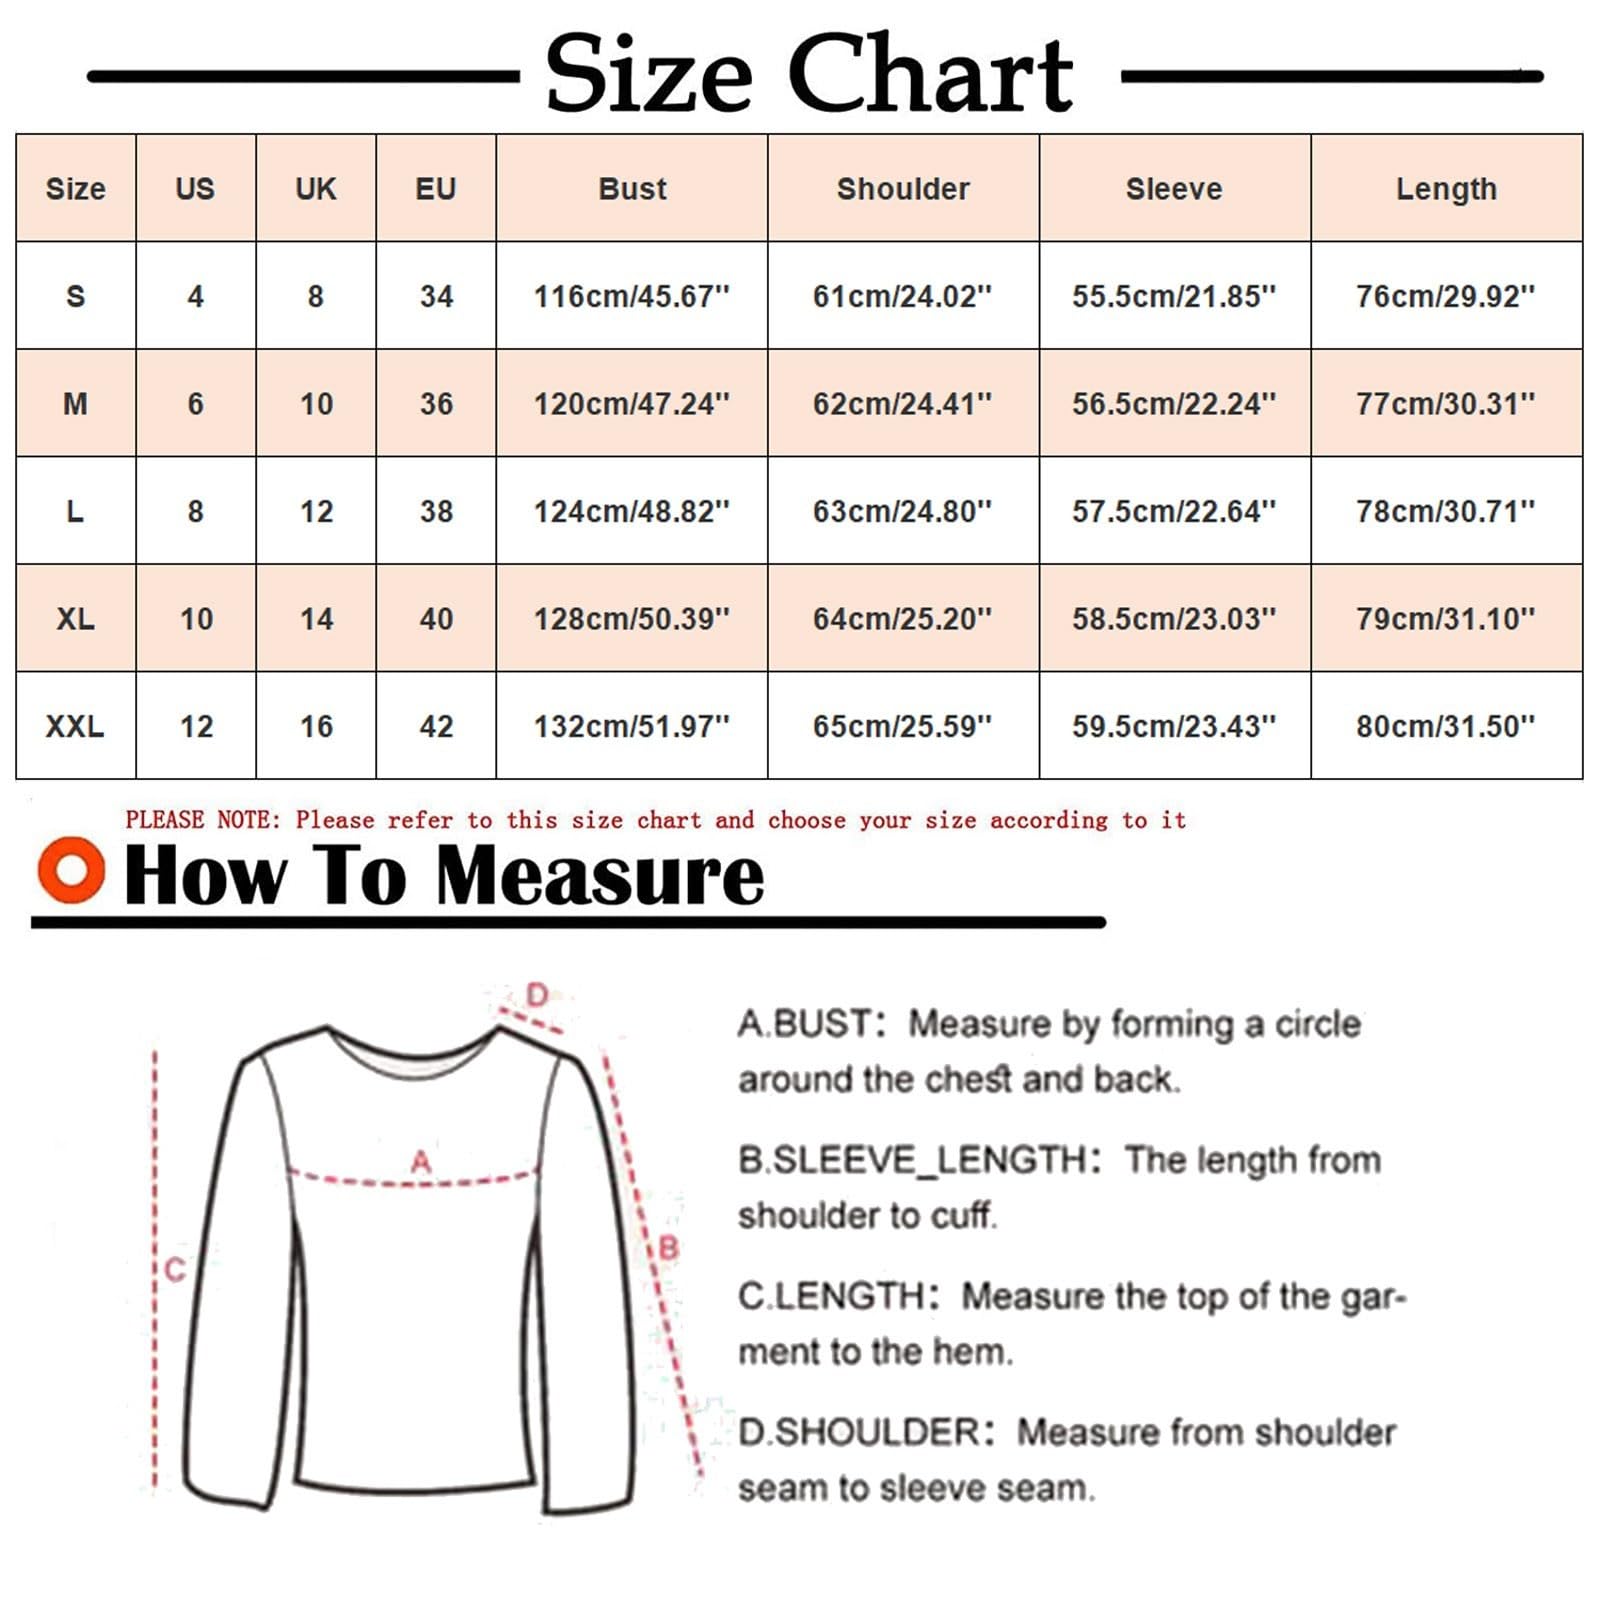 Size Chart
Size US UK EU Bust Shoulder Sleeve Length
S 4 8 34 116cm/45.67'' 61cm/24.02'' 55.5cm/21.85'' 76cm/29.92''
M 6 10 36 120cm/47.24'' 62cm/24.41'' 56.5cm/22.24'' 77cm/30.31''
L 8 12 38 124cm/48.82'' 63cm/24.80'' 57.5cm/22.64'' 78cm/30.71''
XL 10 14 40 128cm/50.39'' 64cm/25.20'' 58.5cm/23.03'' 79cm/31.10''
XXL 12 16 42 132cm/51.97'' 65cm/25.59'' 59.5cm/23.43'' 80cm/31.50''
PLEASE NOTE: Please refer to this size chart and choose your size according to it
How To Measure
D
A
B
C
A.BUST: Measure by forming a circle
around the chest and back.
B.SLEEVE_LENGTH: The length from
shoulder to cuff.
C.LENGTH: Measure the top of the gar-
ment to the hem.
D.SHOULDER: Measure from shoulder
seam to sleeve seam.